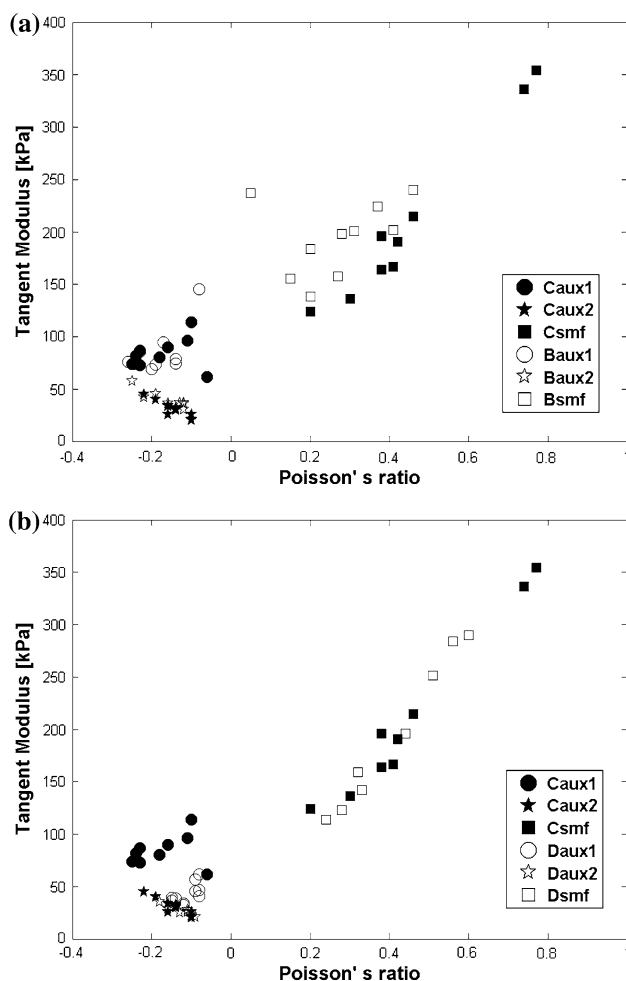 (a)
400
350
300
250
200
150
100
50
0
Tangent Modulus [kPa]
-0.4 -0.2 0 0.2 0.4 0.6 0.8 1
Poisson' s ratio
Caux1
Caux2
Csmf
Baux1
Baux2
Bsmf
(b)
400
350
300
250
200
150
100
50
0
Tangent Modulus [kPa]
-0.4 -0.2 0 0.2 0.4 0.6 0.8 1
Poisson' s ratio
Caux1
Caux2
Csmf
Daux1
Daux2
Dsmf